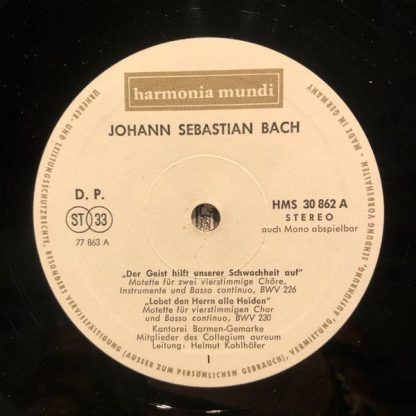 harmonia mundi
JOHANN SEBASTIAN BACH
D. P.
ST 33
77 863 A
HMS 30 862 A
STEREO
auch Mono abspielbar
„Der Geist hilft unserer Schwachheit auf“
Motette für zwei vierstimmige Chöre,
Instrumente und Basso continuo, BWV 226
„Lobet den Herrn alle Heiden“
Motette für vierstimmigen Chor
und Basso continuo, BWV 230
Kantorei Barmen-Gemarke
Mitglieder des Collegium aureum
Leitung: Helmut Kahlhöfer
I
URHEBER- UND LEISTUNGSSCHUTZRECHTE, BESONDERS VERVIELFÄLTIGUNG (AUSSER ZUM PERSÖNLICHEN GEBRAUCH), VERMIETUNG, AUFFÜHRUNG, SENDUNG VORBEHALTEN · MADE IN GERMANY